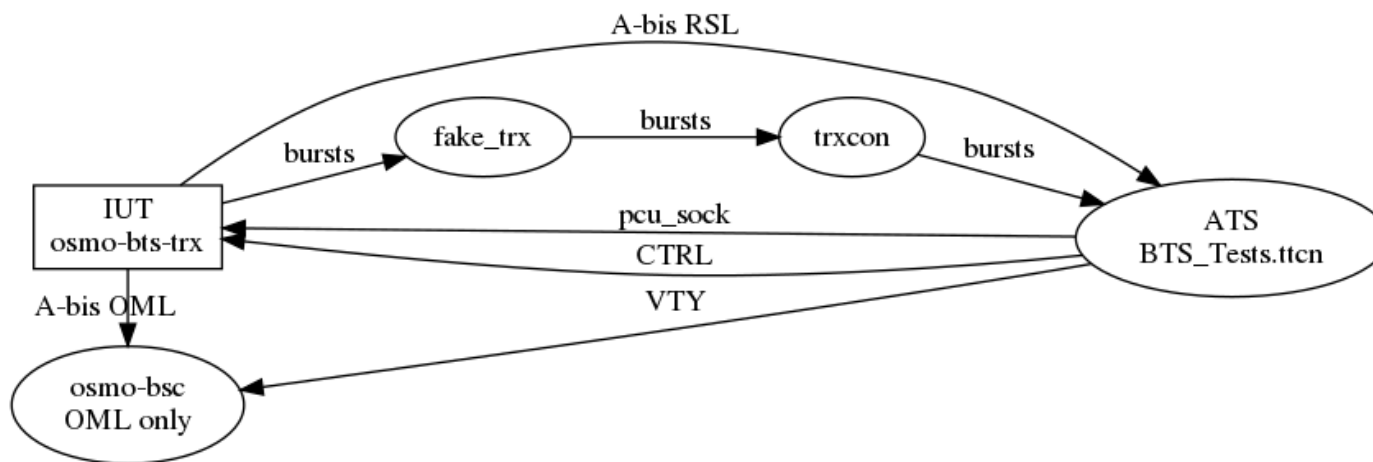 A-bis RSL
bursts
fake_trx
bursts
trxcon
bursts
IUT
osmo-bts-trx
pcu_sock
CTRL
VTY
ATS
BTS_Tests.ttcn
A-bis OML
osmo-bsc
OML only